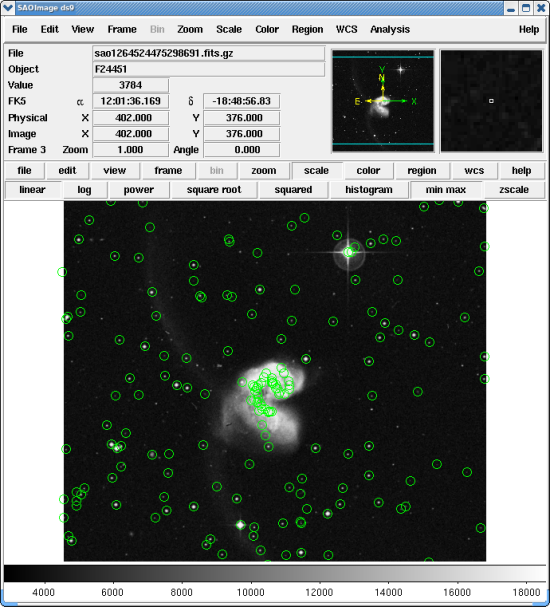 SAOImage ds9
File Edit View Frame Bin Zoom Scale Color Region WCS Analysis Help
File sao1264524475298691.fits.gz
Object F24451
Value 3784
FK5 α 12:01:36.169 δ -18:48:56.83
Physical X 402.000 Y 376.000
Image X 402.000 Y 376.000
Frame 3 Zoom 1.000 Angle 0.000
Y
N
E X
file edit view frame bin zoom scale color region wcs help
linear log power square root squared histogram min max zscale
4000 6000 8000 10000 12000 14000 16000 18000